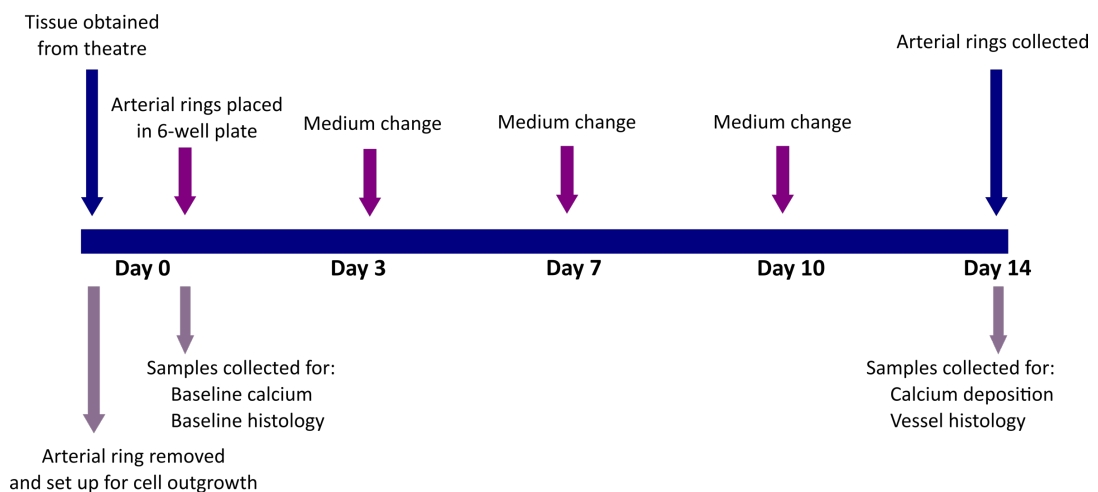 Tissue obtained
from theatre
Arterial rings collected
Arterial rings placed
in 6-well plate
Medium change
Medium change
Medium change
Day 0
Day 3
Day 7
Day 10
Day 14
Samples collected for:
Baseline calcium
Baseline histology
Samples collected for:
Calcium deposition
Vessel histology
Arterial ring removed
and set up for cell outgrowth